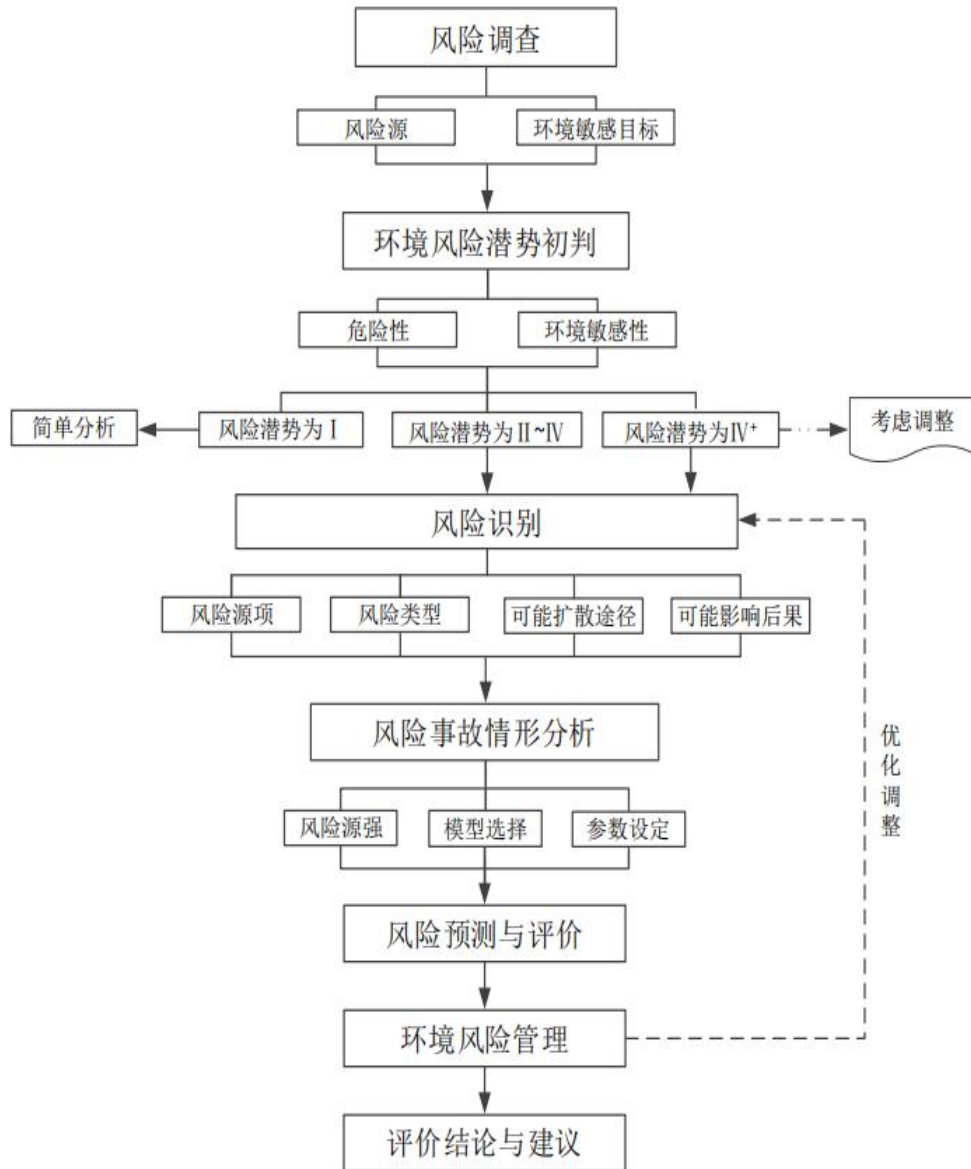 风险调查
风险源
环境敏感目标
环境风险潜势初判
危险性
环境敏感性
简单分析
风险潜势为Ⅰ
风险潜势为Ⅱ~Ⅳ
风险潜势为Ⅳ⁺
考虑调整
风险识别
风险源项
风险类型
可能扩散途径
可能影响后果
风险事故情形分析
优化调整
风险源强
模型选择
参数设定
风险预测与评价
环境风险管理
评价结论与建议